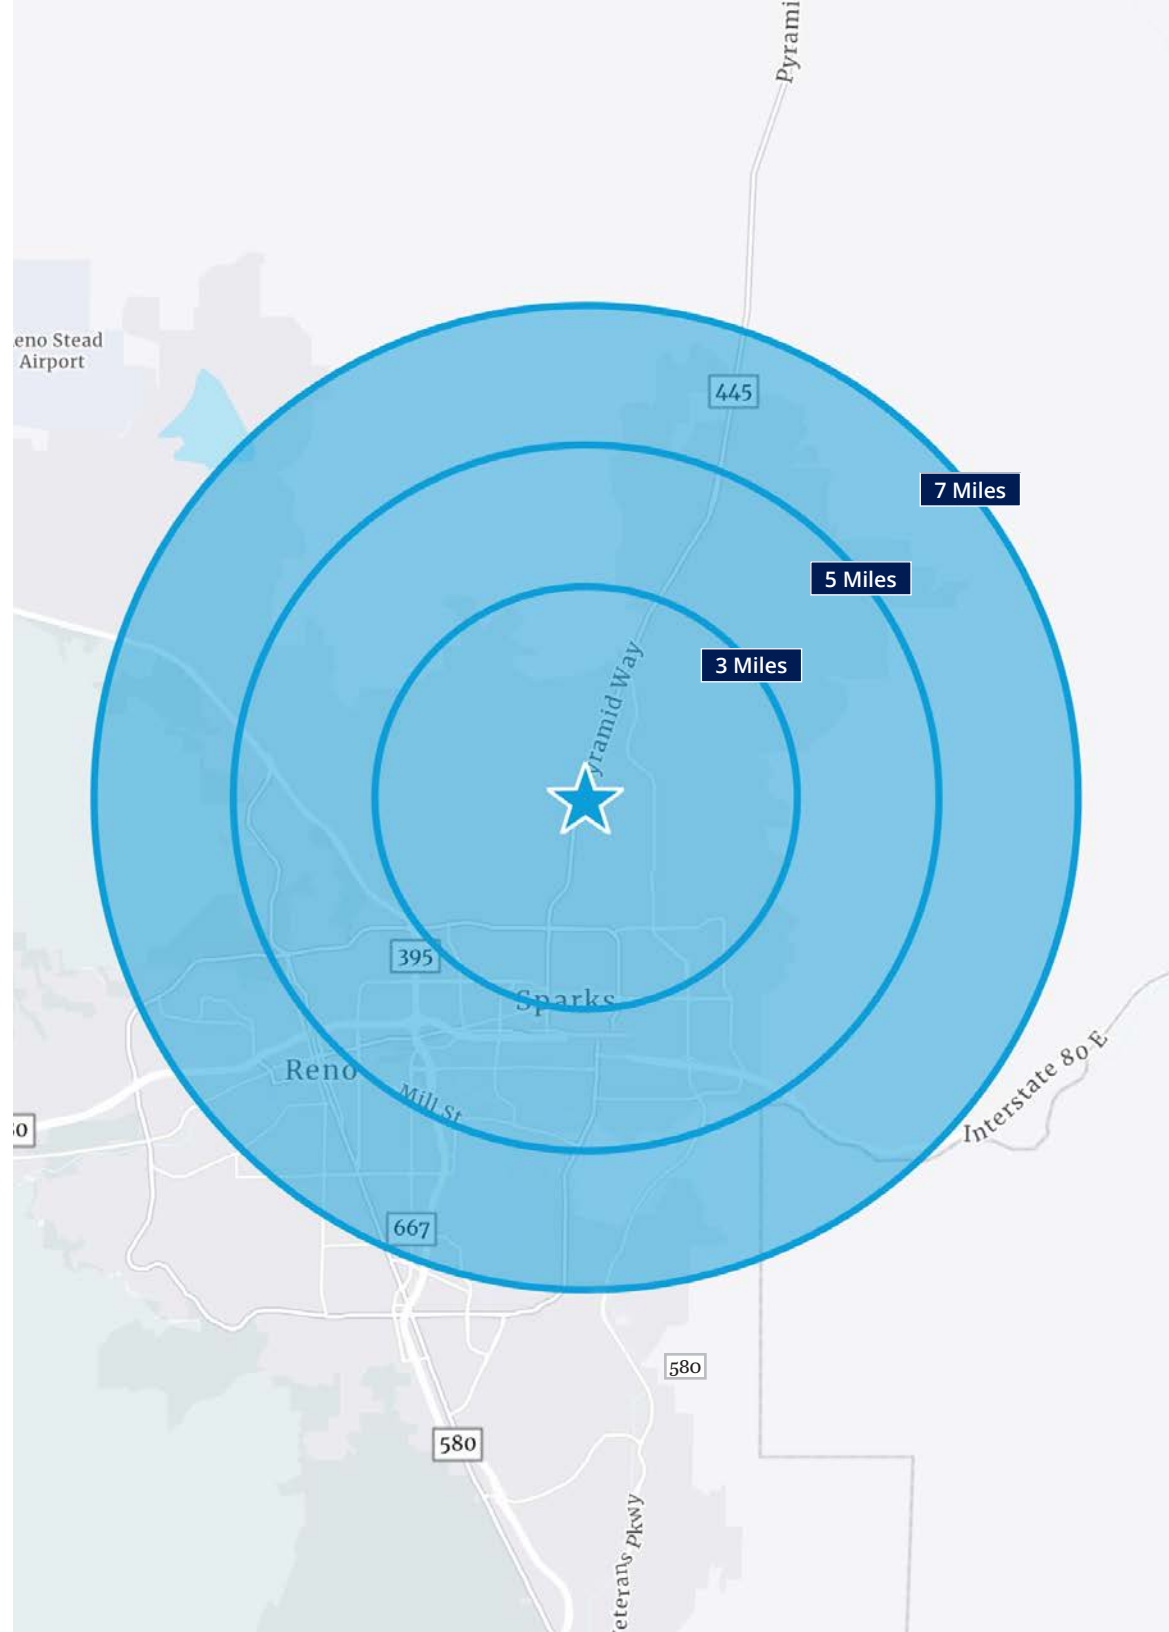 Pyrami
eno Stead
Airport
445
7 Miles
5 Miles
3 Miles
yramid Way
395
Sparks
Reno
Mill St
Interstate 80 E
80
667
580
580
eterans Pkwy